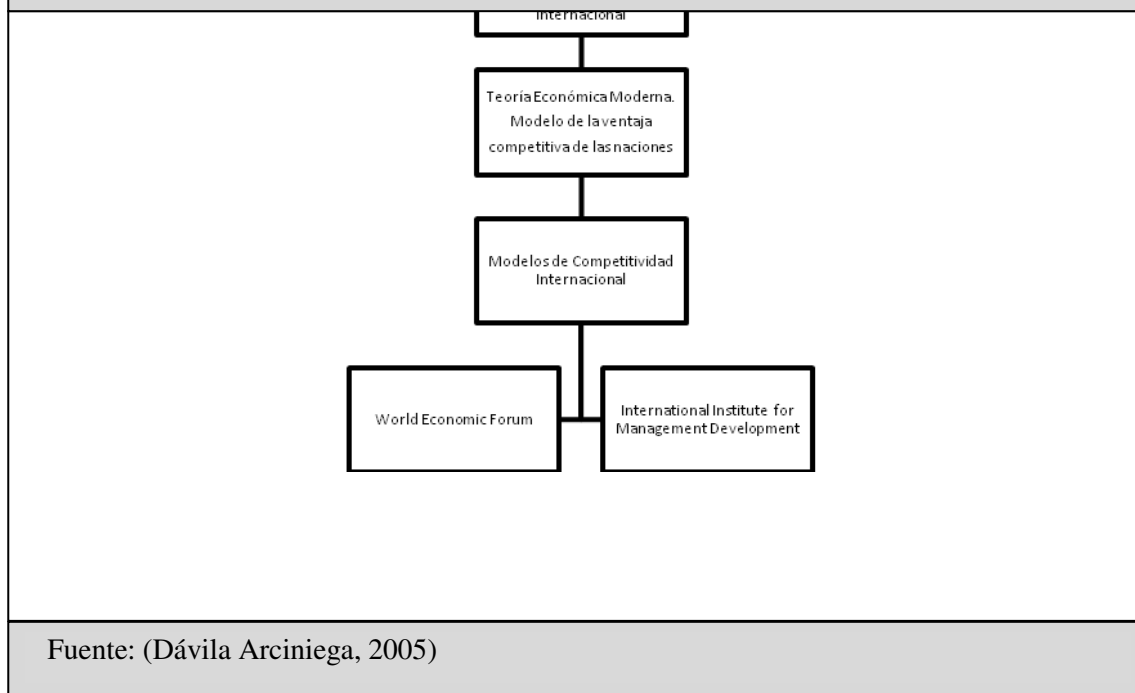 Internacional
Teoría Económica Moderna.
Modelo de la ventaja
competitiva de las naciones
Modelos de Competitividad
Internacional
World Economic Forum
International Institute for
Management Development
Fuente: (Dávila Arciniega, 2005)